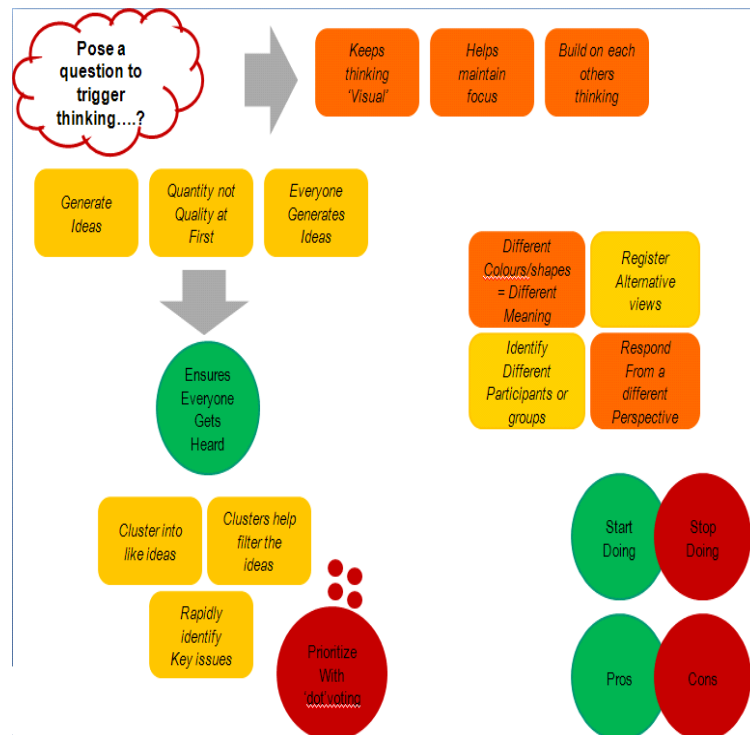 Pose a
question to
trigger
thinking….?
Keeps
thinking
‘Visual’
Helps
maintain
focus
Build on each
others
thinking
Generate
Ideas
Quantity not
Quality at
First
Everyone
Generates
Ideas
Different
Colours/shapes
= Different
Meaning
Register
Alternative
views
Identify
Different
Participants or
groups
Respond
From a
different
Perspective
Ensures
Everyone
Gets
Heard
Cluster into
like ideas
Clusters help
filter the
ideas
Rapidly
identify
Key issues
Prioritize
With
‘dot’voting
Start
Doing
Stop
Doing
Pros
Cons